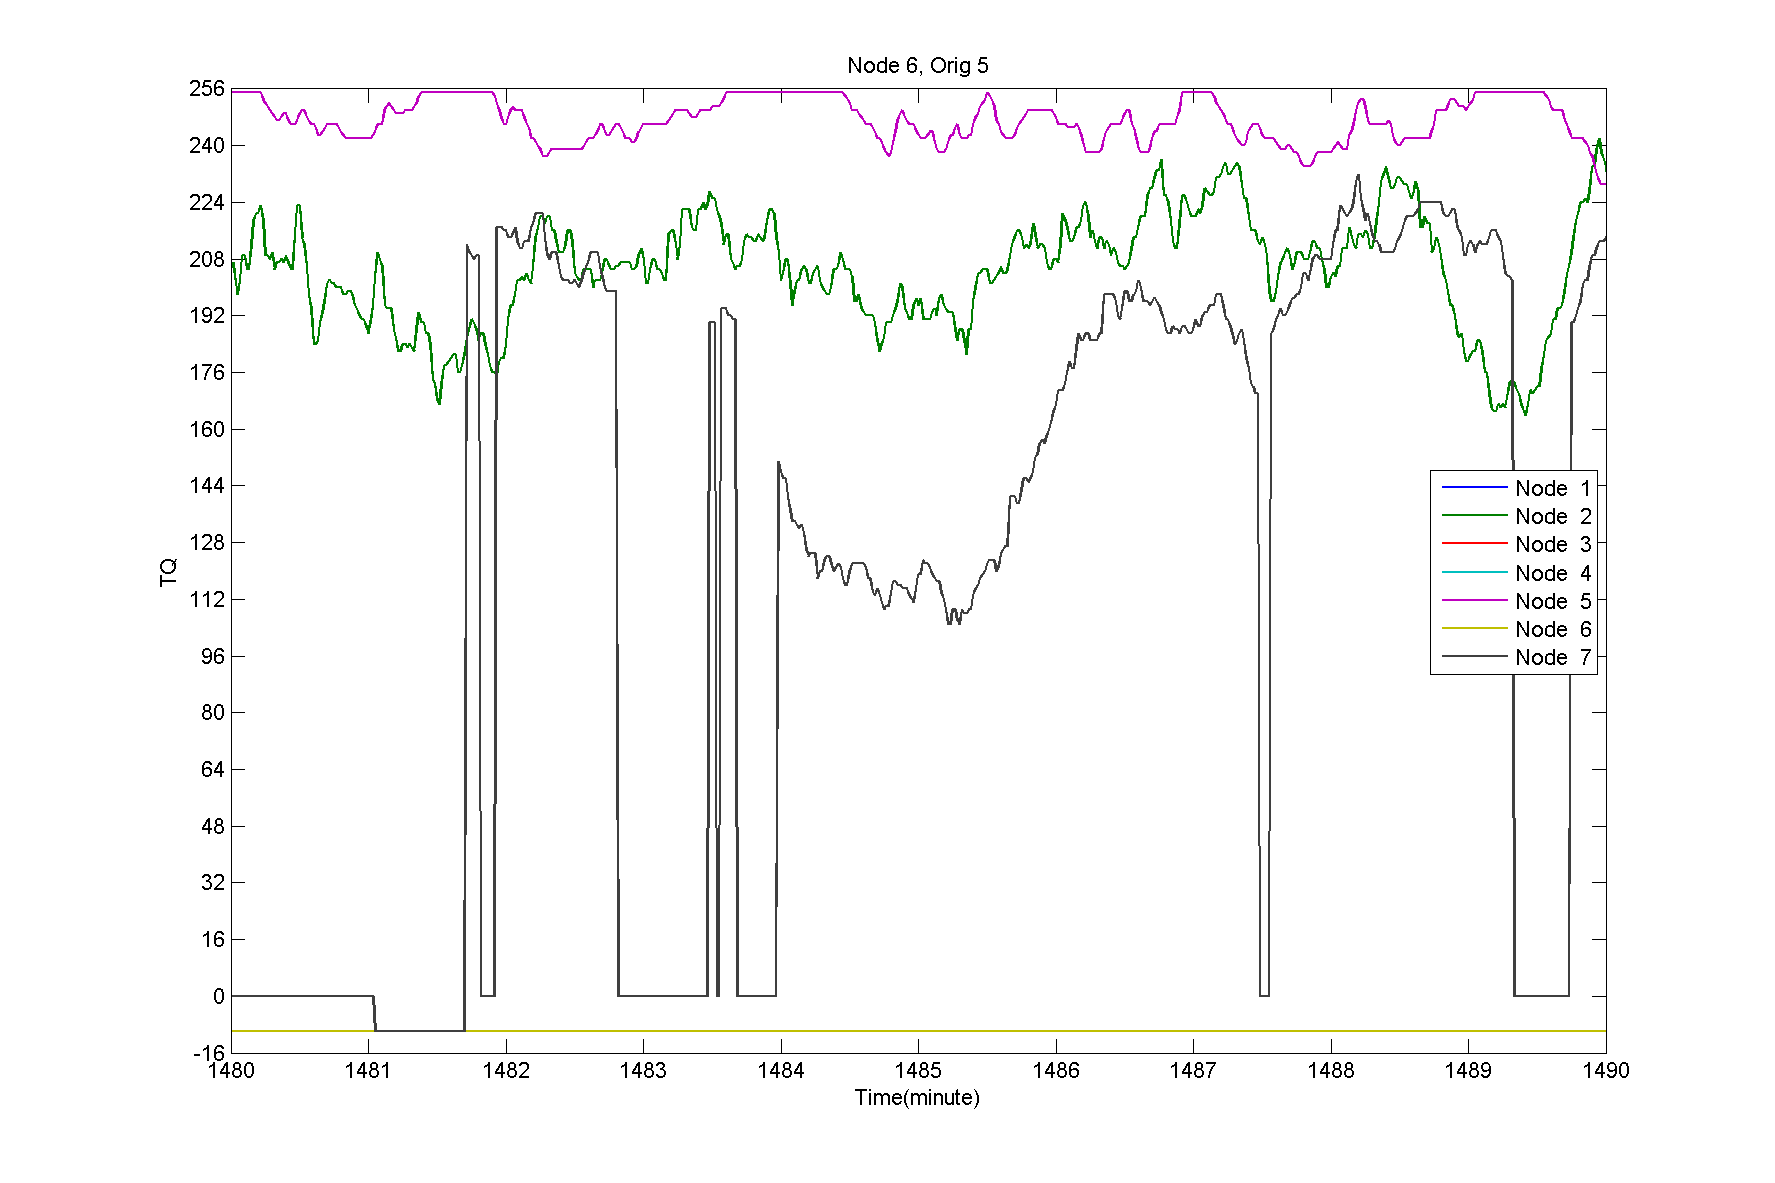 Node 6, Orig 5
256
240
224
208
192
176
160
144
128
112
96
80
64
48
32
16
0
-16
TQ
Node 1
Node 2
Node 3
Node 4
Node 5
Node 6
Node 7
1480 1481 1482 1483 1484 1485 1486 1487 1488 1489 1490
Time(minute)